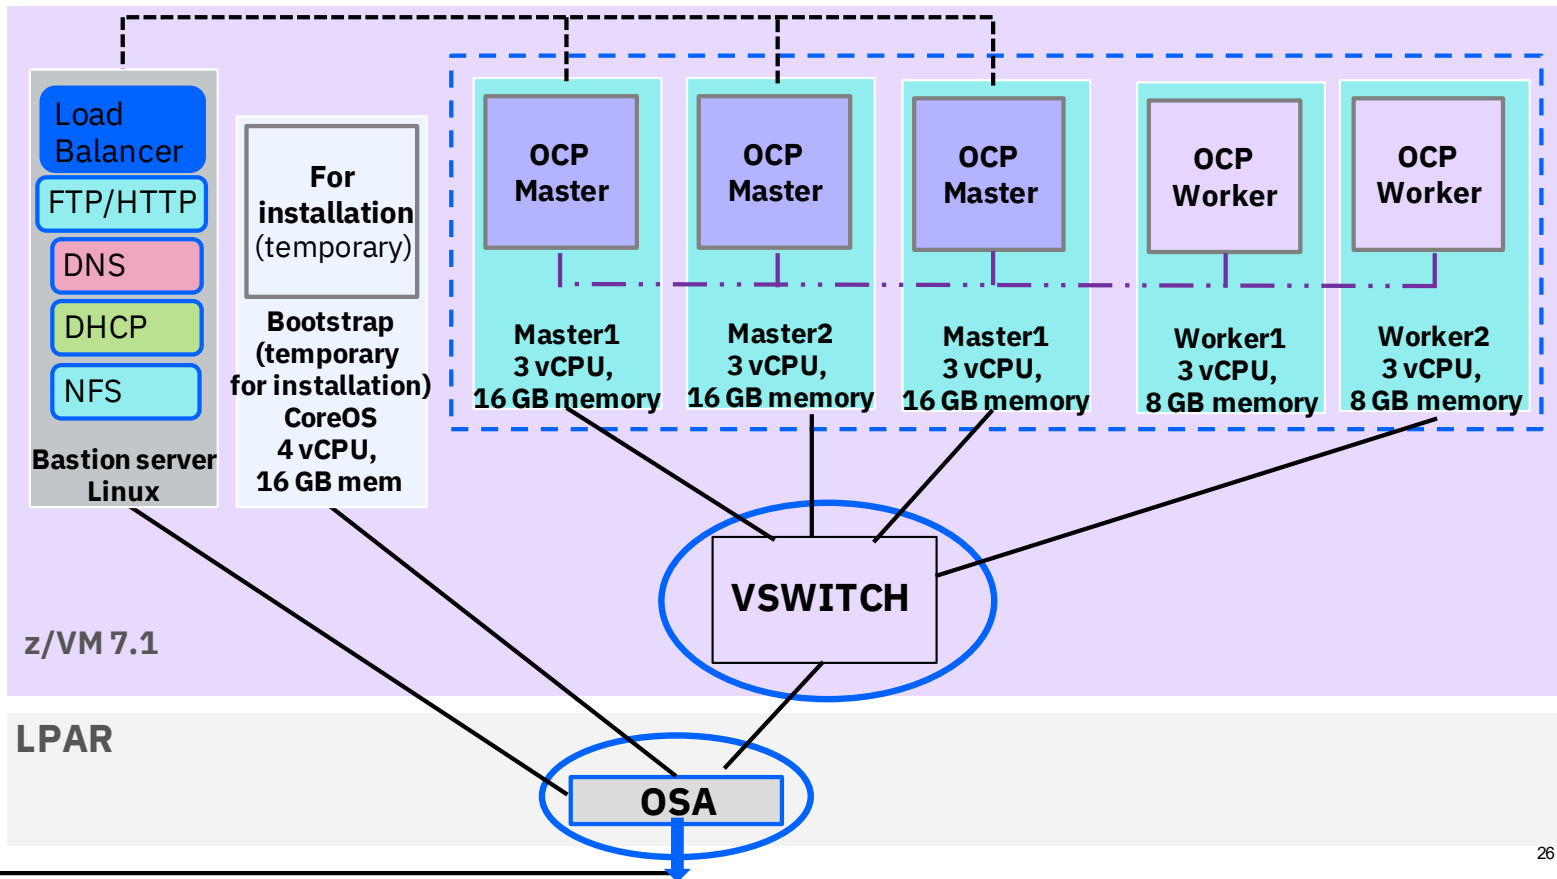 Load
Balancer
FTP/HTTP
DNS
DHCP
NFS
Bastion server
Linux
For
installation
(temporary)
Bootstrap
(temporary
for installation)
CoreOS
4 vCPU,
16 GB mem
OCP
Master
Master1
3 vCPU,
16 GB memory
OCP
Master
Master2
3 vCPU,
16 GB memory
OCP
Master
Master1
3 vCPU,
16 GB memory
OCP
Worker
Worker1
3 vCPU,
8 GB memory
OCP
Worker
Worker2
3 vCPU,
8 GB memory
VSWITCH
z/VM 7.1
LPAR
OSA
26